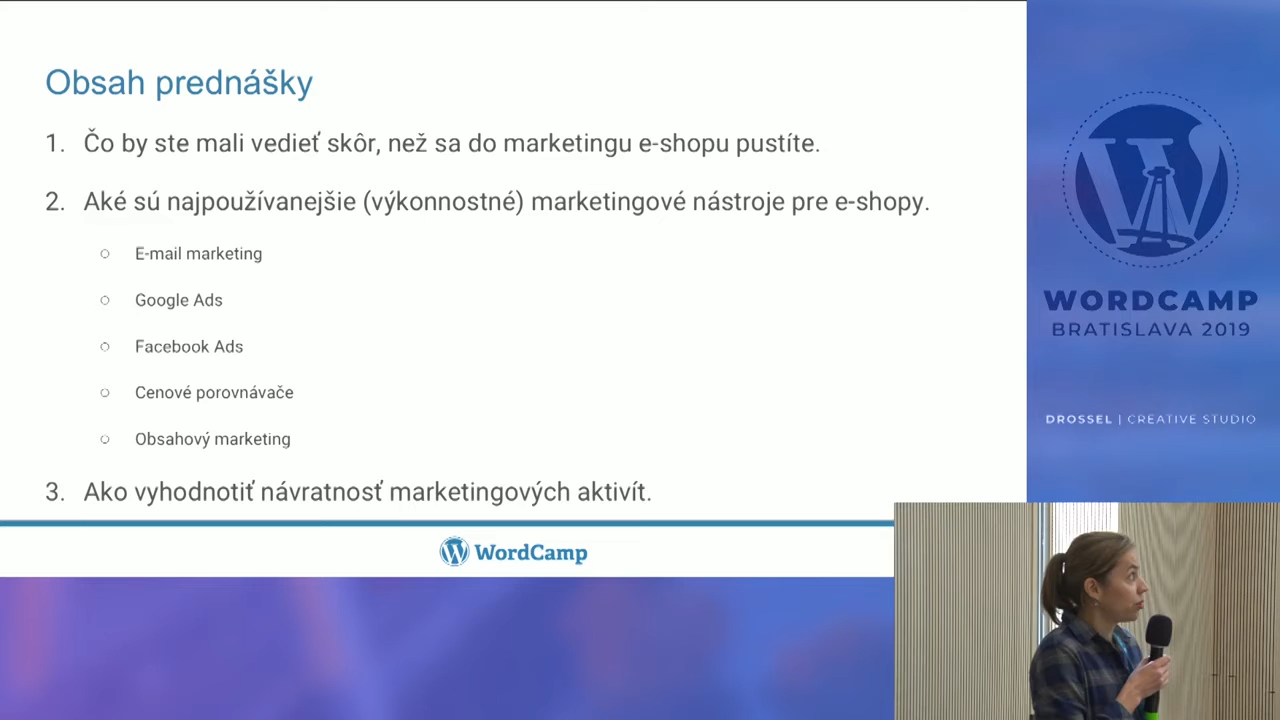 Obsah prednášky
1. Čo by ste mali vedieť skôr, než sa do marketingu e-shopu pustíte.
2. Aké sú najpoužívanejšie (výkonnostné) marketingové nástroje pre e-shopy.
E-mail marketing
Google Ads
Facebook Ads
Cenové porovnávače
Obsahový marketing
3. Ako vyhodnotiť návratnosť marketingových aktivít.
WordCamp
WORDCAMP
BRATISLAVA 2019
DROSSEL | CREATIVE STUDIO